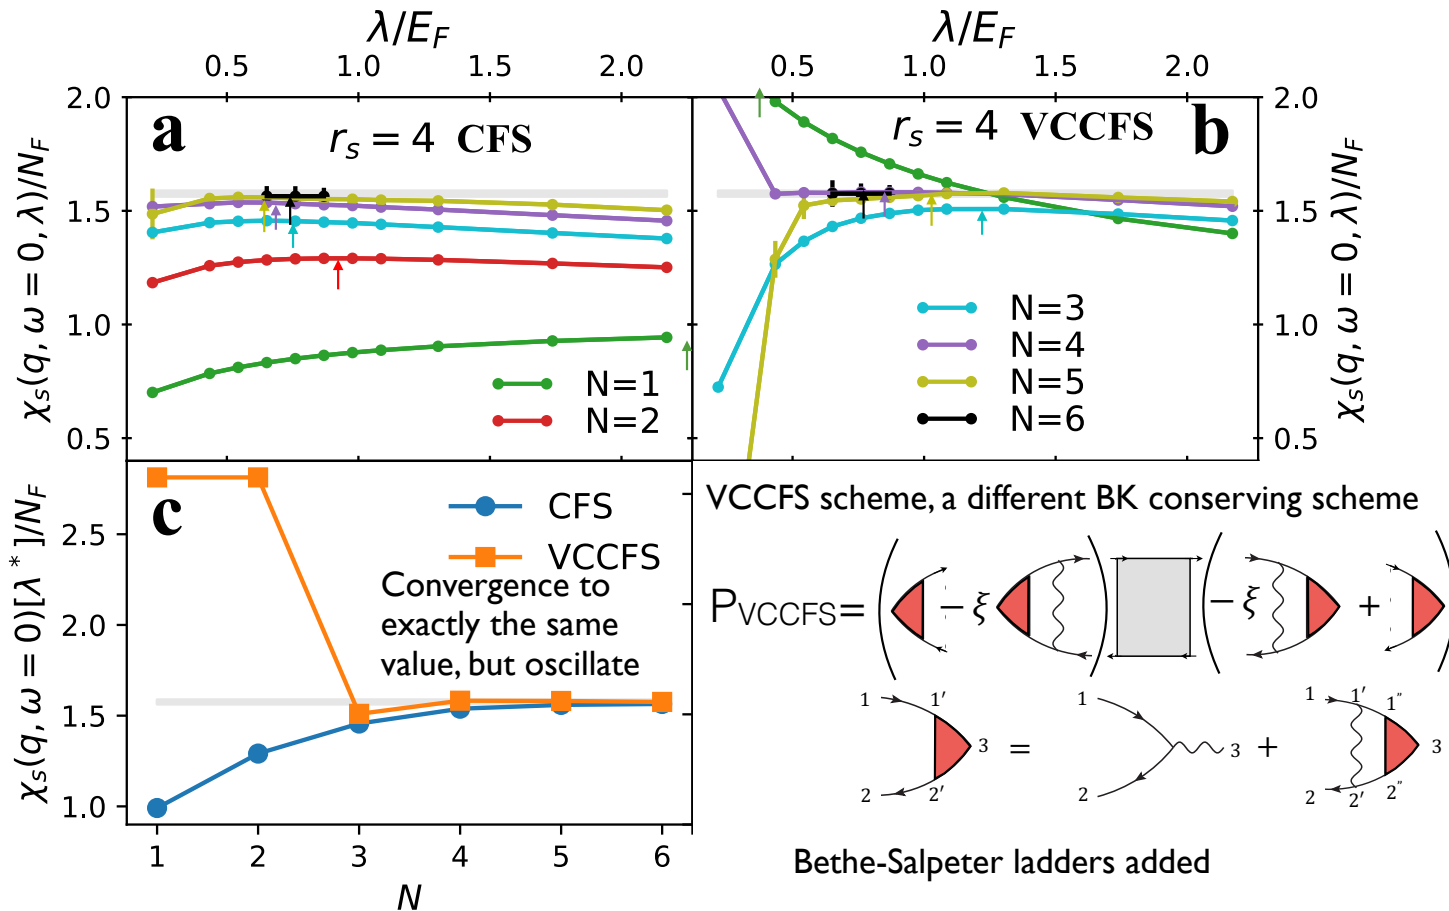 λ/E_F
λ/E_F
0.5 1.0 1.5 2.0
0.5 1.0 1.5 2.0
2.0
1.5
1.0
0.5
χ_s(q, ω = 0, λ)/N_F
a
r_s = 4 CFS
N=1
N=2
r_s = 4 VCCFS
b
N=3
N=4
N=5
N=6
2.0
1.5
1.0
0.5
χ_s(q, ω = 0, λ)/N_F
c
CFS
VCCFS
Convergence to
exactly the same
value, but oscillate
2.5
2.0
1.5
1.0
χ_s(q, ω = 0)[λ*]/N_F
1 2 3 4 5 6
N
VCCFS scheme, a different BK conserving scheme
P_VCCFS= ( - ξ ) ( - ξ + )
1 1' 3 2 2' = 1 2 3 + 1 1' 1" 3 2 2' 2"
Bethe-Salpeter ladders added